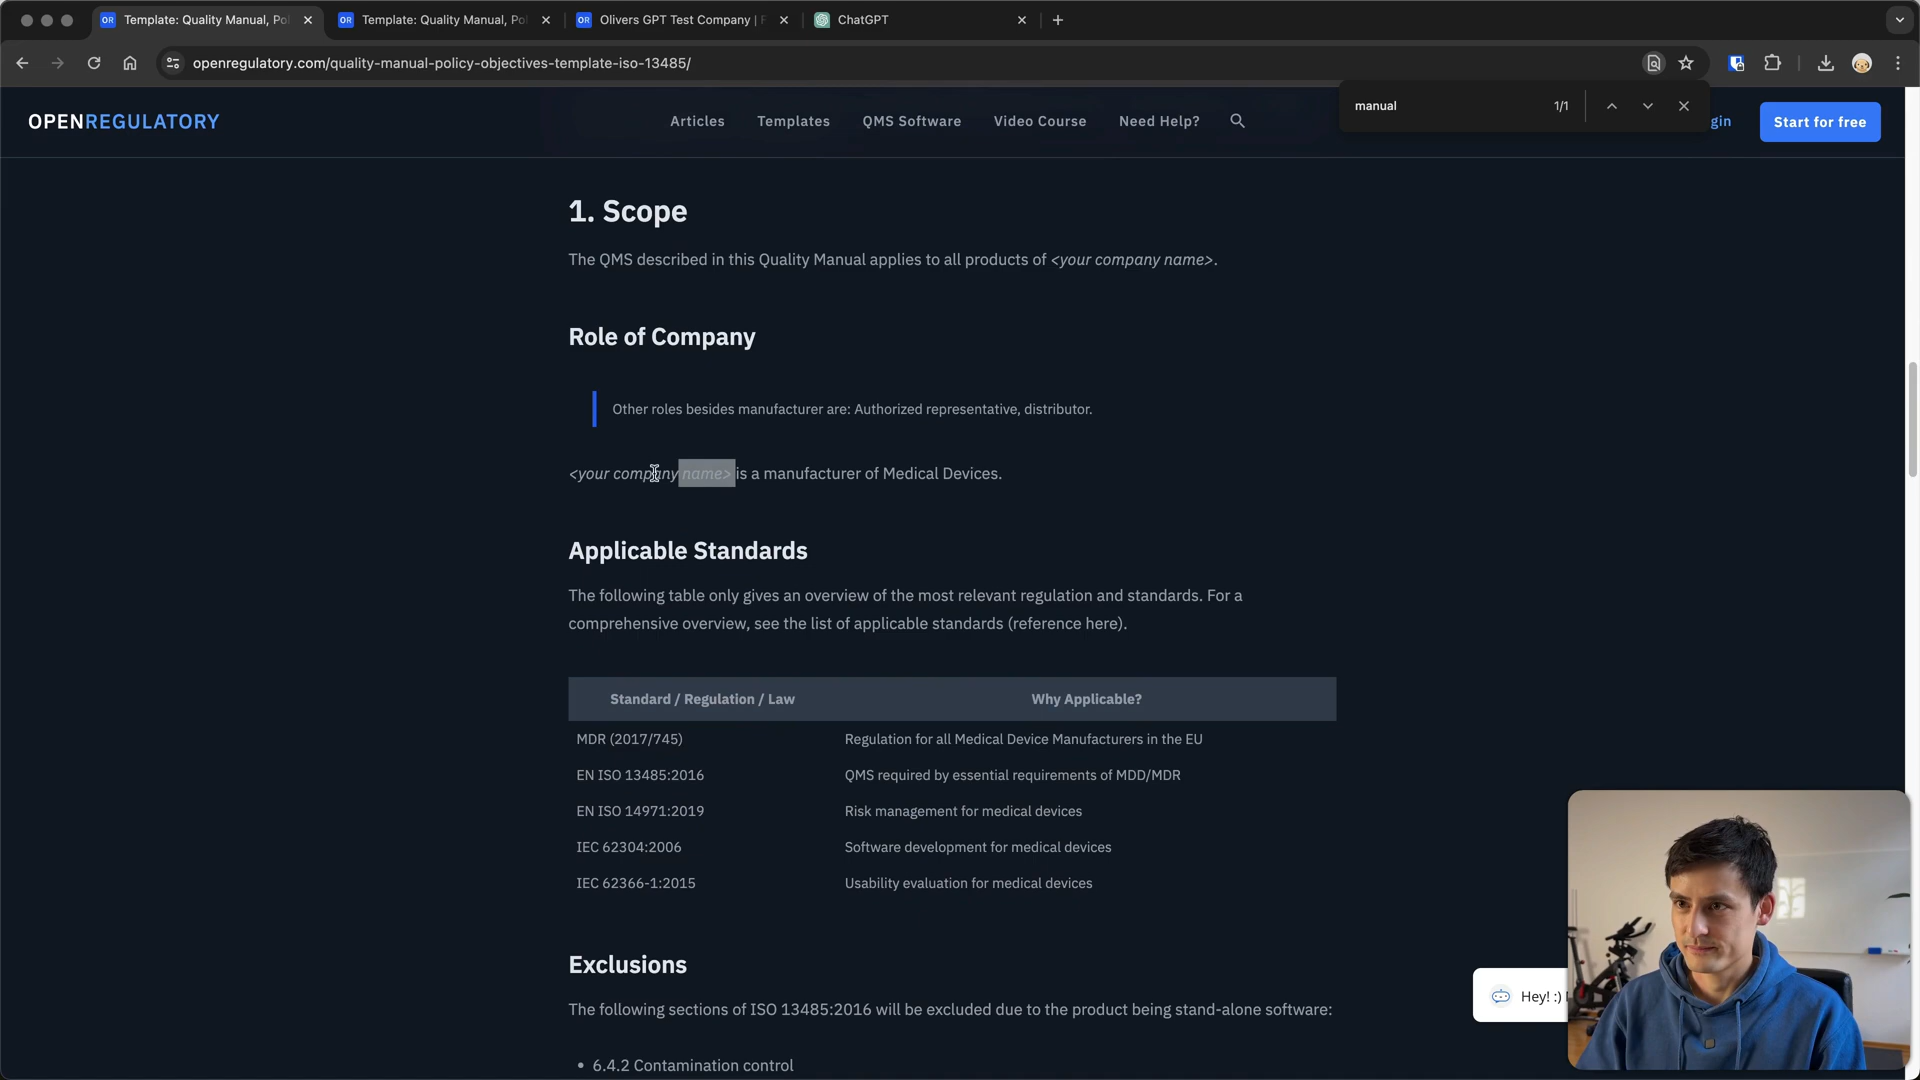 Template: Quality Manual, Pol
Template: Quality Manual, Pol
Olivers GPT Test Company | F
ChatGPT
openregulatory.com/quality-manual-policy-objectives-template-iso-13485/
manual
1/1
OPENREGULATORY
Articles
Templates
QMS Software
Video Course
Need Help?
gin
Start for free
1. Scope
The QMS described in this Quality Manual applies to all products of <your company name>.
Role of Company
Other roles besides manufacturer are: Authorized representative, distributor.
<your company name> is a manufacturer of Medical Devices.
Applicable Standards
The following table only gives an overview of the most relevant regulation and standards. For a
comprehensive overview, see the list of applicable standards (reference here).
Standard / Regulation / Law
Why Applicable?
MDR (2017/745)
Regulation for all Medical Device Manufacturers in the EU
EN ISO 13485:2016
QMS required by essential requirements of MDD/MDR
EN ISO 14971:2019
Risk management for medical devices
IEC 62304:2006
Software development for medical devices
IEC 62366-1:2015
Usability evaluation for medical devices
Exclusions
The following sections of ISO 13485:2016 will be excluded due to the product being stand-alone software:
• 6.4.2 Contamination control
Hey! :)